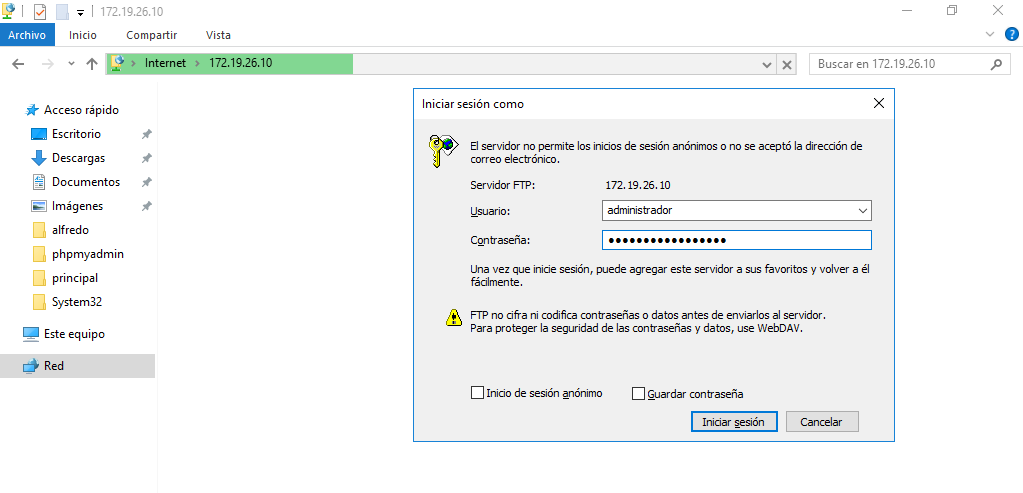 172.19.26.10
Archivo Inicio Compartir Vista
Internet 172.19.26.10
Buscar en 172.19.26.10
Acceso rápido
Escritorio
Descargas
Documentos
Imágenes
alfredo
phpmyadmin
principal
System32
Este equipo
Red
Iniciar sesión como
El servidor no permite los inicios de sesión anónimos o no se aceptó la dirección de
correo electrónico.
Servidor FTP: 172.19.26.10
Usuario: administrador
Contraseña: ●●●●●●●●●●●●●●●●●
Una vez que inicie sesión, puede agregar este servidor a sus favoritos y volver a él
fácilmente.
FTP no cifra ni codifica contraseñas o datos antes de enviarlos al servidor.
Para proteger la seguridad de las contraseñas y datos, use WebDAV.
Inicio de sesión anónimo Guardar contraseña
Iniciar sesión Cancelar